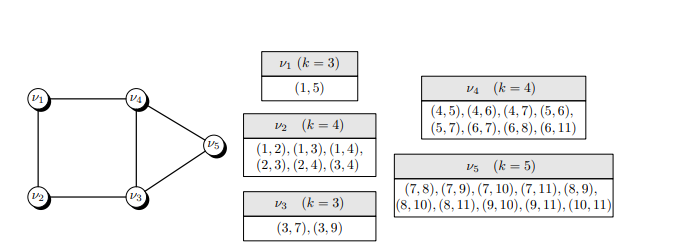 ν₁ (k = 3)
(1, 5)
ν₂ (k = 4)
(1, 2), (1, 3), (1, 4),
(2, 3), (2, 4), (3, 4)
ν₃ (k = 3)
(3, 7), (3, 9)
ν₄ (k = 4)
(4, 5), (4, 6), (4, 7), (5, 6),
(5, 7), (6, 7), (6, 8), (6, 11)
ν₅ (k = 5)
(7, 8), (7, 9), (7, 10), (7, 11), (8, 9),
(8, 10), (8, 11), (9, 10), (9, 11), (10, 11)
ν₁
ν₄
ν₅
ν₂
ν₃